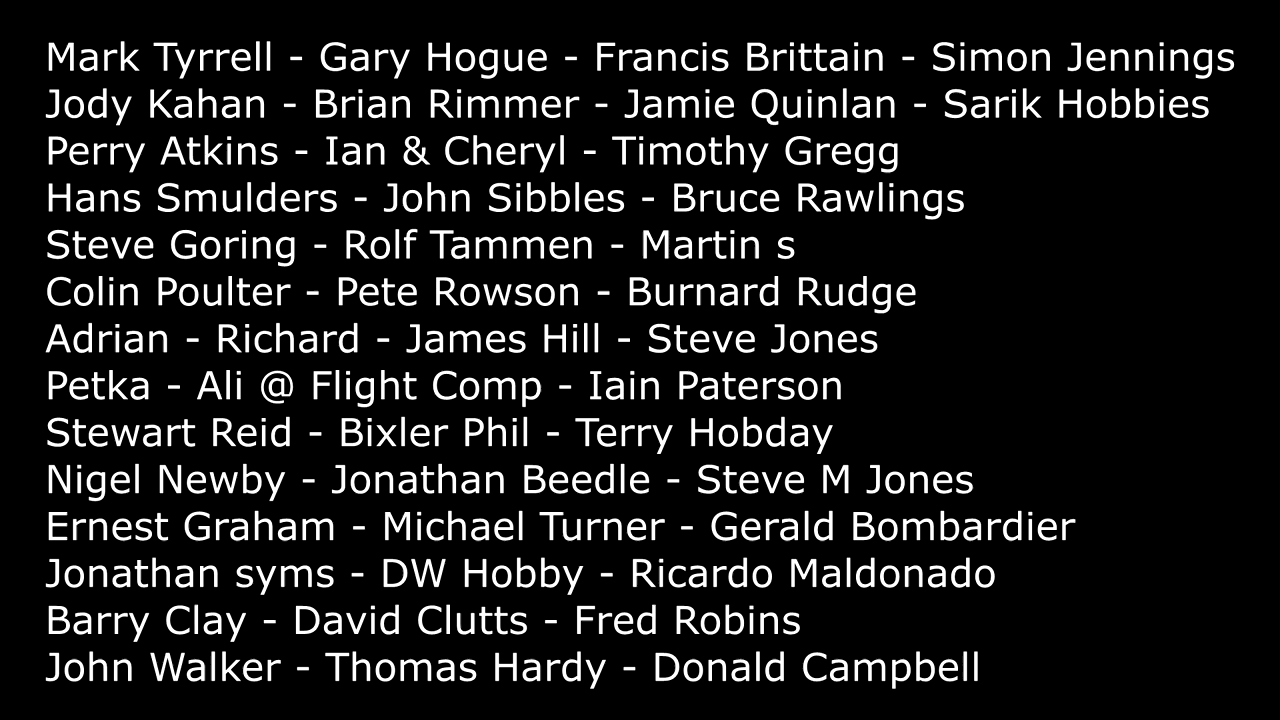 Mark Tyrrell - Gary Hogue - Francis Brittain - Simon Jennings
Jody Kahan - Brian Rimmer - Jamie Quinlan - Sarik Hobbies
Perry Atkins - Ian & Cheryl - Timothy Gregg
Hans Smulders - John Sibbles - Bruce Rawlings
Steve Goring - Rolf Tammen - Martin s
Colin Poulter - Pete Rowson - Burnard Rudge
Adrian - Richard - James Hill - Steve Jones
Petka - Ali @ Flight Comp - Iain Paterson
Stewart Reid - Bixler Phil - Terry Hobday
Nigel Newby - Jonathan Beedle - Steve M Jones
Ernest Graham - Michael Turner - Gerald Bombardier
Jonathan syms - DW Hobby - Ricardo Maldonado
Barry Clay - David Clutts - Fred Robins
John Walker - Thomas Hardy - Donald Campbell